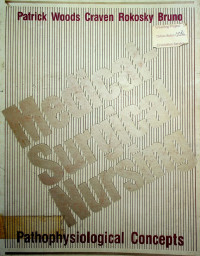 Patrick Woods Craven Rokosky Bruno
Medical
Surgical
Nursing
Pathophysiological Concepts